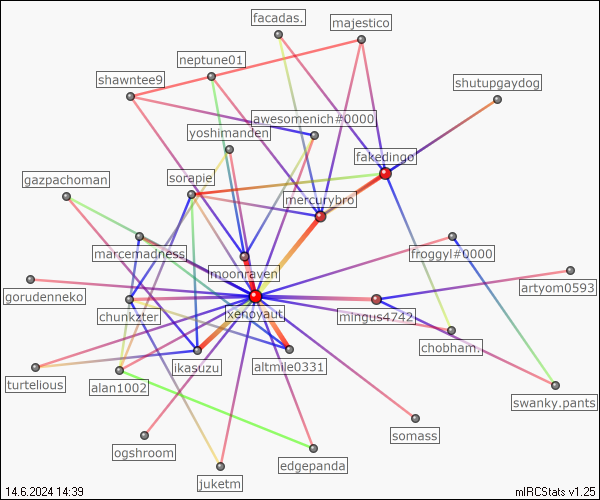 facadas.
majestico
neptune01
shawntee9
shutupgaydog
awesomenich#0000
yoshimanden
fakedingo
sorapie
gazpachoman
mercurybro
marcemadness
froggyl#0000
moonraven
gorudenneko
artyom0593
chunkzter
xenoyaut
mingus4742
chobham.
ikasuzu
altmile0331
turtelious
alan1002
swanky.pants
somass
ogshroom
edgepanda
juketm
14.6.2024 14:39
mIRCStats v1.25